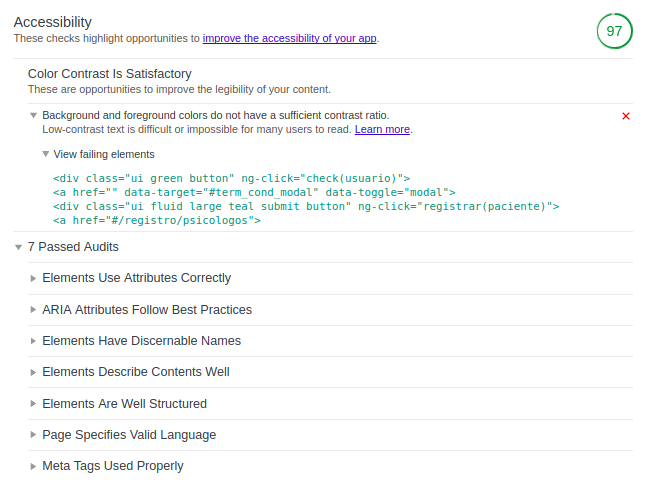 Accessibility
These checks highlight opportunities to improve the accessibility of your app.
97
Color Contrast Is Satisfactory
These are opportunities to improve the legibility of your content.
Background and foreground colors do not have a sufficient contrast ratio.
Low-contrast text is difficult or impossible for many users to read. Learn more.
View failing elements
<div class="ui green button" ng-click="check(usuario)">
<a href="" data-target="#term_cond_modal" data-toggle="modal">
<div class="ui fluid large teal submit button" ng-click="registrar(paciente)">
<a href="#/registro/psicologos">
7 Passed Audits
Elements Use Attributes Correctly
ARIA Attributes Follow Best Practices
Elements Have Discernable Names
Elements Describe Contents Well
Elements Are Well Structured
Page Specifies Valid Language
Meta Tags Used Properly